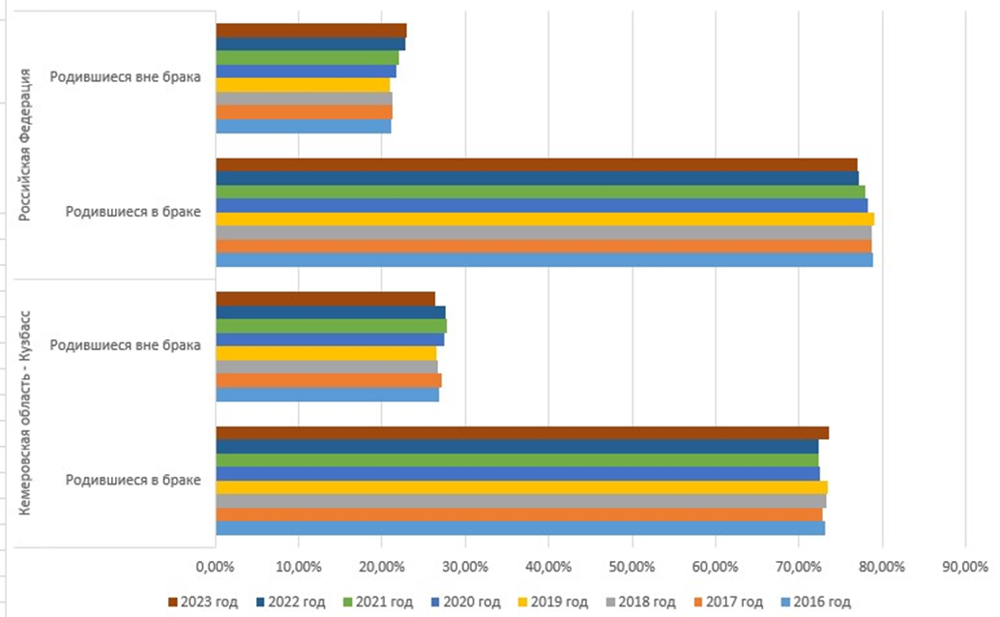 Российская Федерация
Родившиеся вне брака
Родившиеся в браке
Кемеровская область - Кузбасс
Родившиеся вне брака
Родившиеся в браке
0,00% 10,00% 20,00% 30,00% 40,00% 50,00% 60,00% 70,00% 80,00% 90,00%
2023 год 2022 год 2021 год 2020 год 2019 год 2018 год 2017 год 2016 год